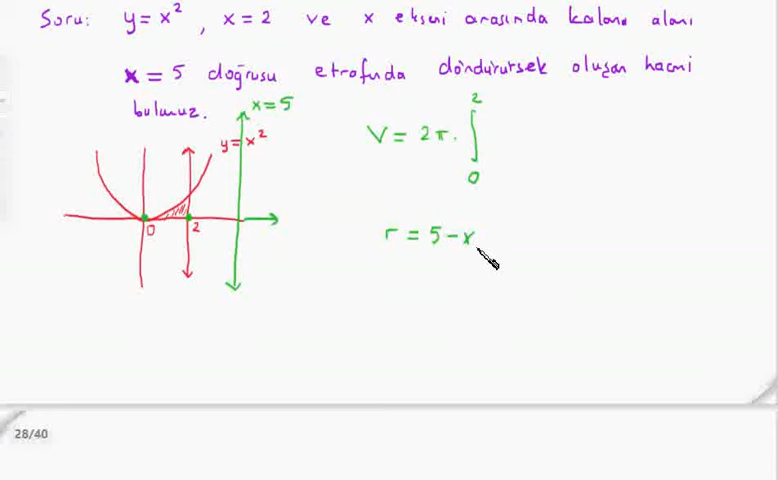 Soru: y = x² , x = 2 ve x ekseni arasında kalan alanı
x = 5 doğrusu etrafında döndürürsek oluşan hacmi
bulunuz.
x = 5
y = x²
0
2
V = 2π . ∫
2
0
r = 5 - x
28/40